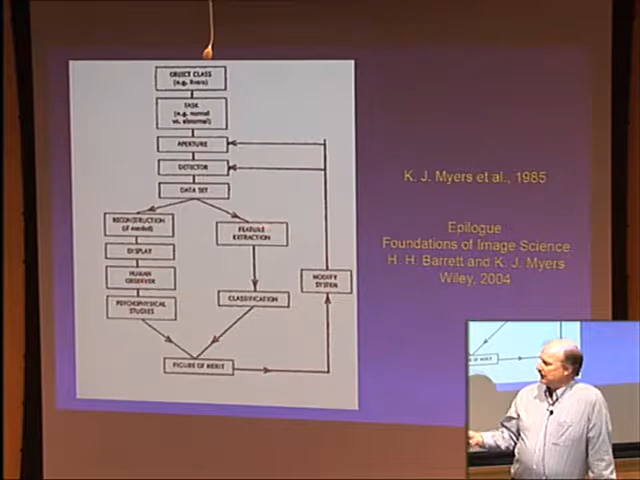 OBJECT CLASS
(e.g. livers)
TASK
(e.g. normal
vs. abnormal)
APERTURE
DETECTOR
DATA SET
RECONSTRUCTION
(if needed)
DISPLAY
HUMAN
OBSERVER
PSYCHOPHYSICAL
STUDIES
FEATURE
EXTRACTION
CLASSIFICATION
MODIFY
SYSTEM
FIGURE OF MERIT
K. J. Myers et al., 1985
Epilogue
Foundations of Image Science
H. H. Barrett and K. J. Myers
Wiley, 2004
OF MERIT